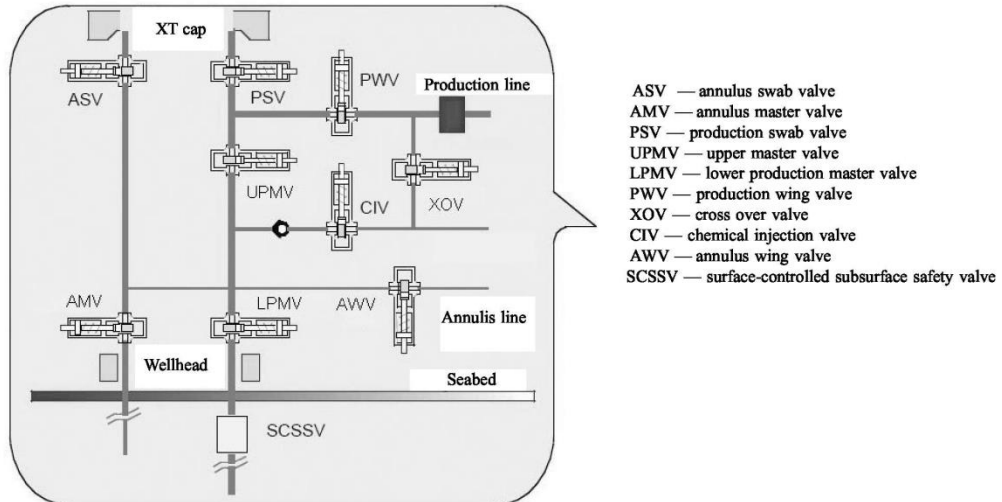 XT cap
ASV
PSV
PWV
Production line
UPMV
CIV
XOV
AMV
LPMV
AWV
Annulis line
Wellhead
Seabed
SCSSV
ASV — annulus swab valve
AMV — annulus master valve
PSV — production swab valve
UPMV — upper master valve
LPMV — lower production master valve
PWV — production wing valve
XOV — cross over valve
CIV — chemical injection valve
AWV — annulus wing valve
SCSSV — surface-controlled subsurface safety valve